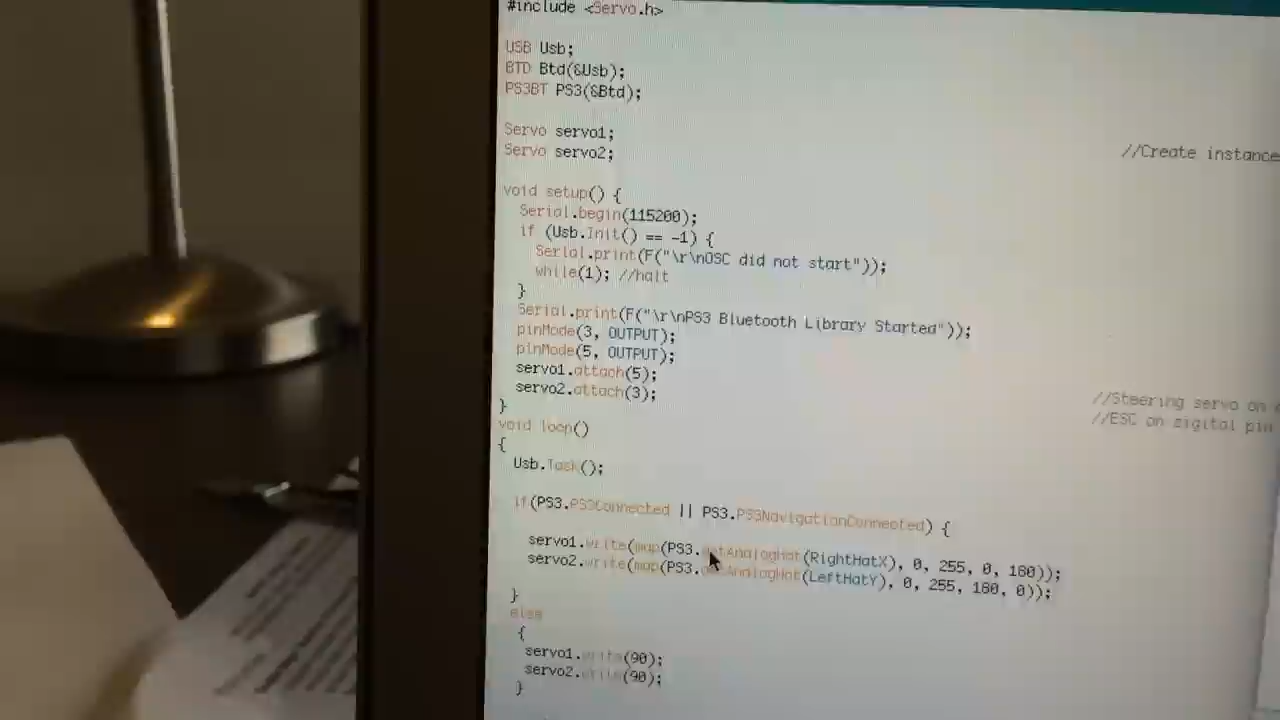 #include <Servo.h>
USB Usb;
BTD Btd(&Usb);
PS3BT PS3(&Btd);
Servo servo1;
Servo servo2; //Create instance
void setup() {
Serial.begin(115200);
if (Usb.Init() == -1) {
Serial.print(F("\r\nOSC did not start"));
while(1); //halt
}
Serial.print(F("\r\nPS3 Bluetooth Library Started"));
pinMode(3, OUTPUT);
pinMode(5, OUTPUT);
servo1.attach(5); //Steering servo on
servo2.attach(3); //ESC on zigital pin
}
void loop()
{
Usb.Task();
if(PS3.PS3Connected || PS3.PS3NavigationConnected) {
servo1.write(map(PS3.getAnalogHat(RightHatX), 0, 255, 0, 180));
servo2.write(map(PS3.getAnalogHat(LeftHatY), 0, 255, 180, 0));
}
else
{
servo1.write(90);
servo2.write(90);
}